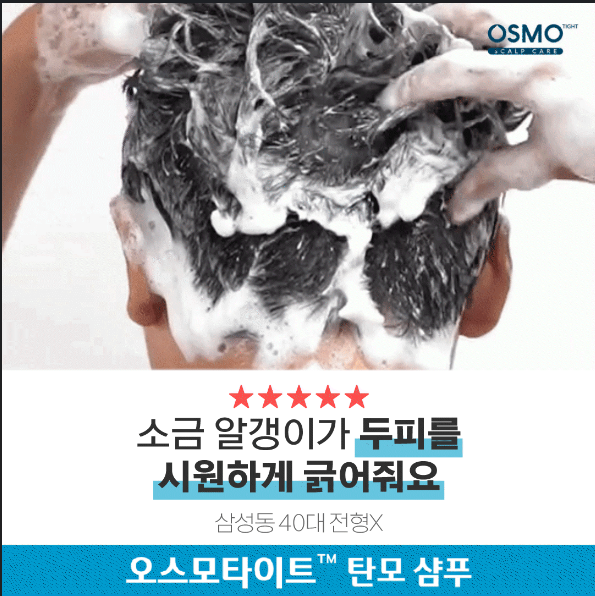 OSMO TIGHT
SCALP CARE
소금 알갱이가 두피를
시원하게 긁어줘요
삼성동 40대 전형X
오스모타이트™ 탄모 샴푸